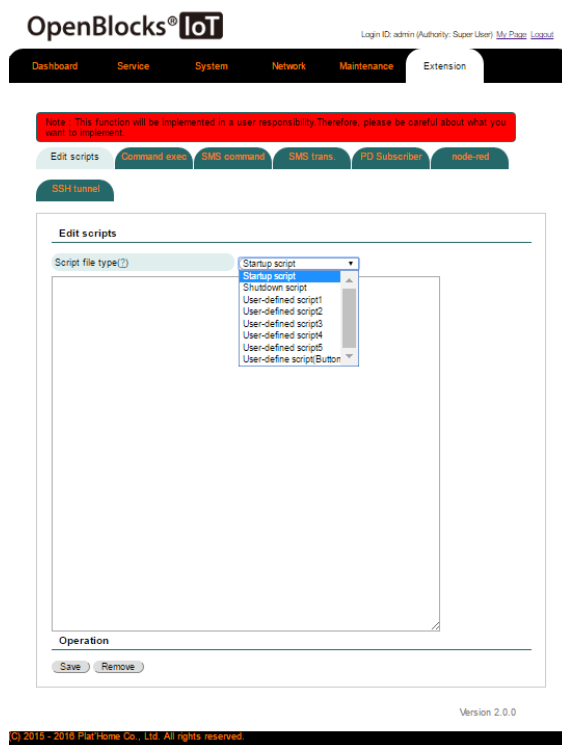 OpenBlocks® IoT
Login ID: admin (Authority: Super User) My Page Logout
Dashboard Service System Network Maintenance Extension
Note : This function will be implemented in a user responsibility.Therefore, please be careful about what you
want to implement.
Edit scripts Command exec SMS command SMS trans. PD Subscriber node-red
SSH tunnel
Edit scripts
Script file type(?) Startup script
Startup script
Shutdown script
User-defined script1
User-defined script2
User-defined script3
User-defined script4
User-defined script5
User-define script(Button
Operation
Save Remove
Version 2.0.0
(C) 2015 - 2016 Plat'Home Co., Ltd. All rights reserved.